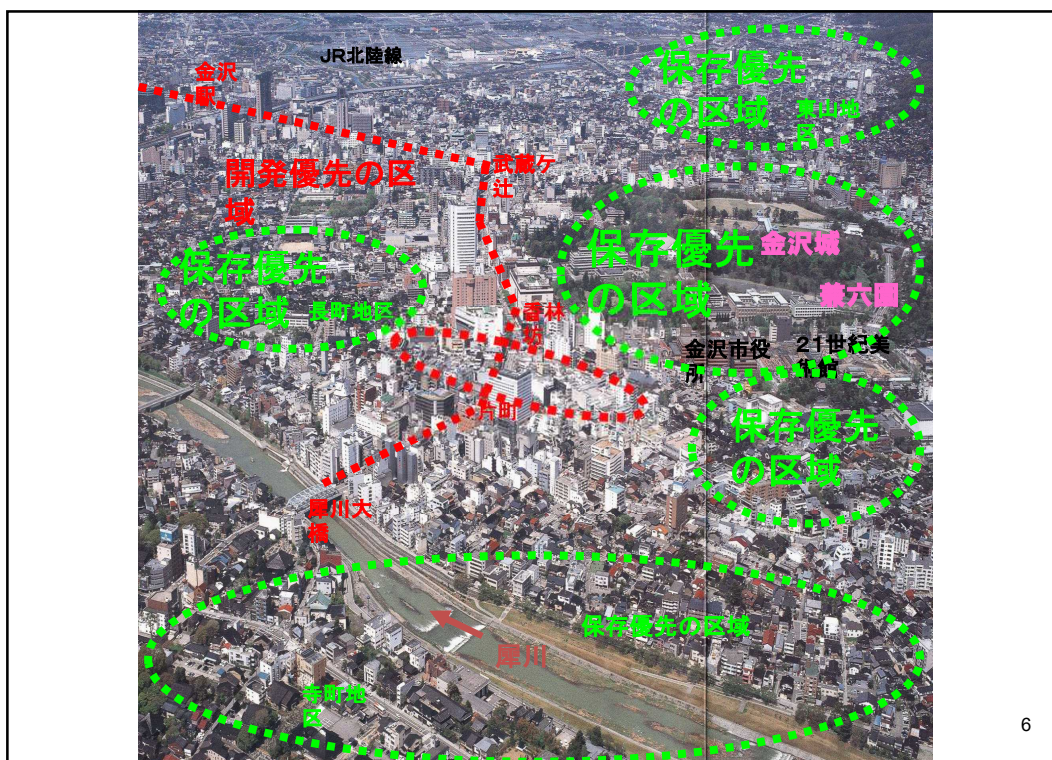 JR北陸線
金沢
駅
保存優先
の区域
東山地
区
武蔵ケ
辻
開発優先の区
域
保存優先
の区域
長町地区
保存優先
の区域
金沢城
兼六園
香林
坊
金沢市役
所
21世紀美
術館
片町
保存優先
の区域
犀川大
橋
保存優先の区域
犀川
寺町地
区
6